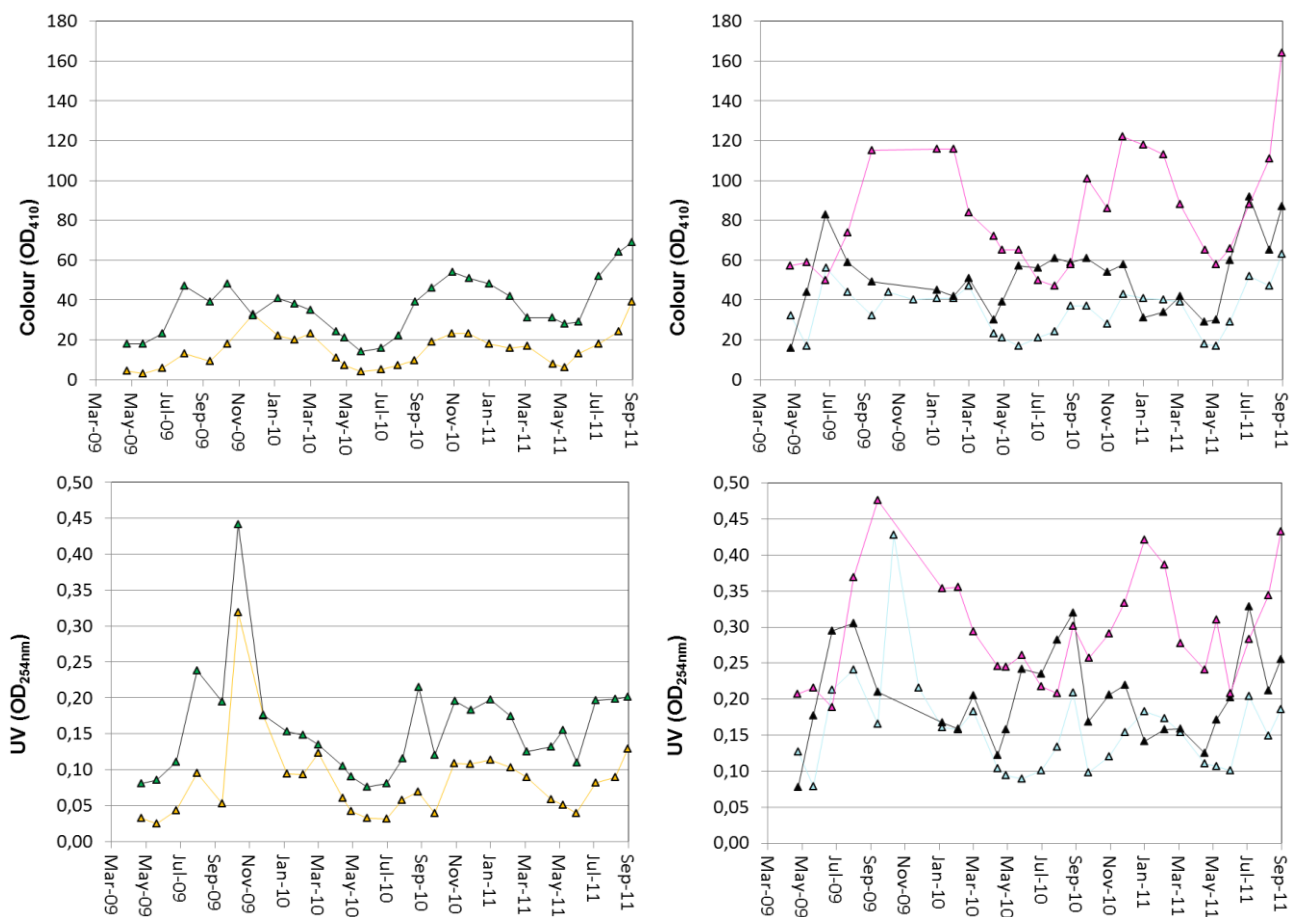 180
160
140
120
100
80
60
40
20
0
Colour (OD410)
Mar-09
May-09
Jul-09
Sep-09
Nov-09
Jan-10
Mar-10
May-10
Jul-10
Sep-10
Nov-10
Jan-11
Mar-11
May-11
Jul-11
Sep-11
180
160
140
120
100
80
60
40
20
0
Colour (OD410)
Mar-09
May-09
Jul-09
Sep-09
Nov-09
Jan-10
Mar-10
May-10
Jul-10
Sep-10
Nov-10
Jan-11
Mar-11
May-11
Jul-11
Sep-11
0,50
0,45
0,40
0,35
0,30
0,25
0,20
0,15
0,10
0,05
0,00
UV (OD254nm)
Mar-09
May-09
Jul-09
Sep-09
Nov-09
Jan-10
Mar-10
May-10
Jul-10
Sep-10
Nov-10
Jan-11
Mar-11
May-11
Jul-11
Sep-11
0,50
0,45
0,40
0,35
0,30
0,25
0,20
0,15
0,10
0,05
0,00
UV (OD254nm)
Mar-09
May-09
Jul-09
Sep-09
Nov-09
Jan-10
Mar-10
May-10
Jul-10
Sep-10
Nov-10
Jan-11
Mar-11
May-11
Jul-11
Sep-11